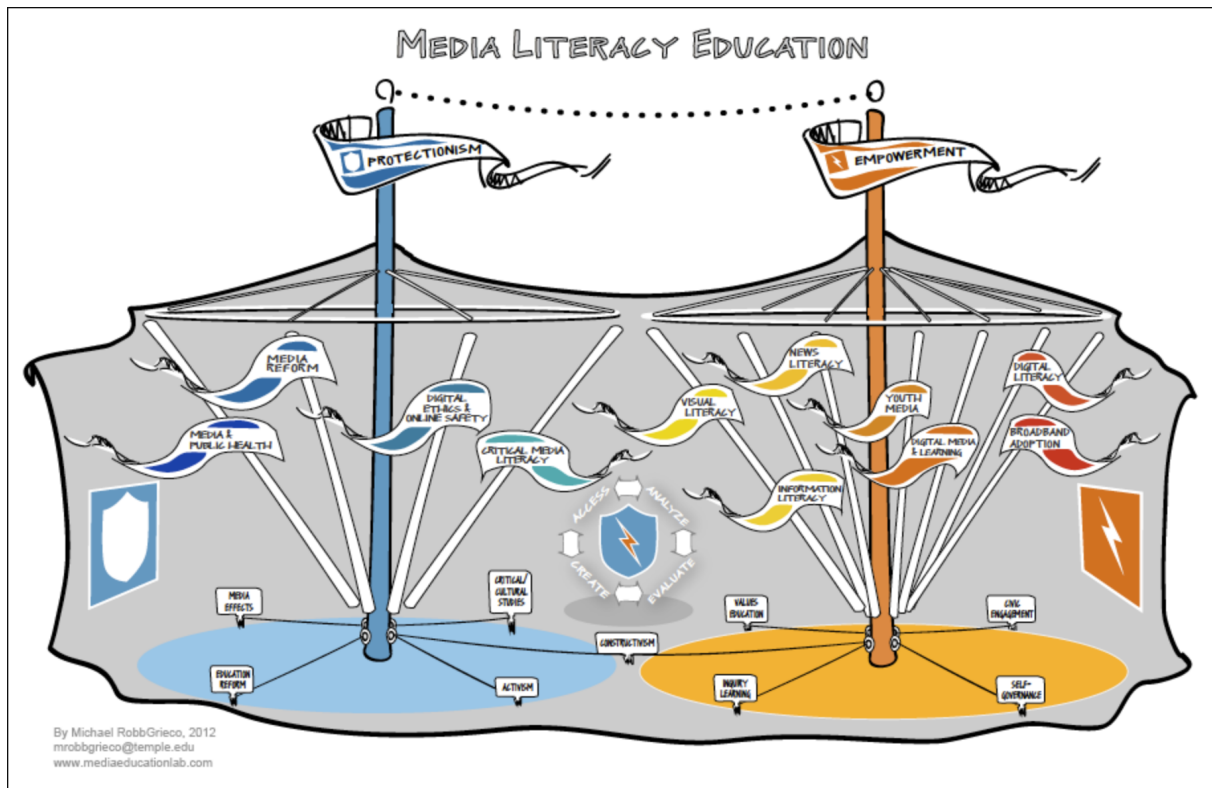 MEDIA LITERACY EDUCATION
PROTECTIONISM
EMPOWERMENT
MEDIA
REFORM
DIGITAL
ETHICS &
ONLINE SAFETY
MEDIA &
PUBLIC HEALTH
CRITICAL MEDIA
LITERACY
NEWS
LITERACY
VISUAL
LITERACY
YOUTH
MEDIA
DIGITAL
LITERACY
DIGITAL MEDIA
& LEARNING
BROADBAND
ADOPTION
INFORMATION
LITERACY
ACCESS
ANALYZE
CREATE
EVALUATE
MEDIA
EFFECTS
CRITICAL/
CULTURAL
STUDIES
CONSTRUCTIVISM
EDUCATION
REFORM
ACTIVISM
VALUES
EDUCATION
CIVIC
ENGAGEMENT
INQUIRY
LEARNING
SELF-
GOVERNANCE
By Michael RobbGrieco, 2012
mrobbgrieco@temple.edu
www.mediaeducationlab.com